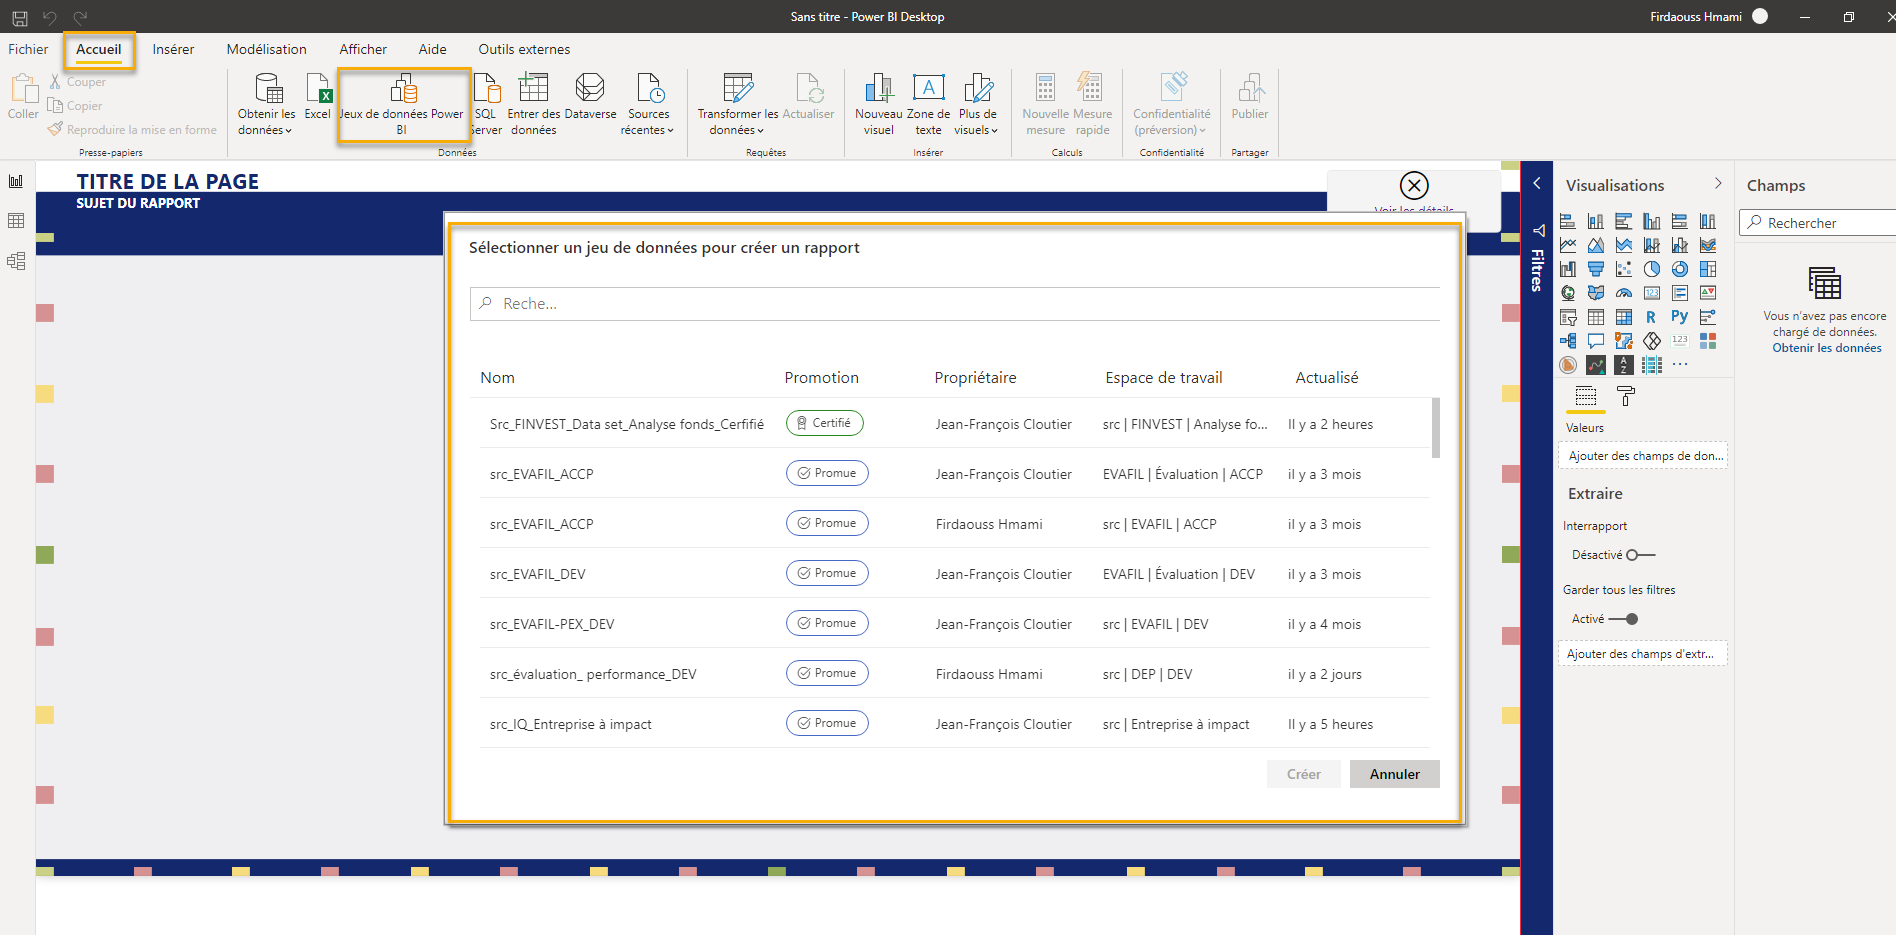 Sans titre - Power BI Desktop
Firdaouss Hmami
Fichier Accueil Insérer Modélisation Afficher Aide Outils externes
Coller
Couper
Copier
Reproduire la mise en forme
Presse-papiers
Obtenir les
données
Excel
Jeux de données Power
BI
SQL
Server
Entrer des
données
Dataverse
Sources
récentes
Données
Transformer les
données
Actualiser
Requêtes
Nouveau
visuel
Zone de
texte
Plus de
visuels
Insérer
Nouvelle
mesure
Mesure
rapide
Calculs
Confidentialité
(préversion)
Confidentialité
Publier
Partager
TITRE DE LA PAGE
SUJET DU RAPPORT
Voir les détails
Sélectionner un jeu de données pour créer un rapport
Reche...
Nom Promotion Propriétaire Espace de travail Actualisé
Src_FINVEST_Data set_Analyse fonds_Cerfifié Certifié Jean-François Cloutier src | FINVEST | Analyse fo... Il y a 2 heures
src_EVAFIL_ACCP Promue Jean-François Cloutier EVAFIL | Évaluation | ACCP il y a 3 mois
src_EVAFIL_ACCP Promue Firdaouss Hmami src | EVAFIL | ACCP il y a 3 mois
src_EVAFIL_DEV Promue Jean-François Cloutier EVAFIL | Évaluation | DEV il y a 3 mois
src_EVAFIL-PEX_DEV Promue Jean-François Cloutier src | EVAFIL | DEV il y a 4 mois
src_évaluation_ performance_DEV Promue Firdaouss Hmami src | DEP | DEV il y a 2 jours
src_IQ_Entreprise à impact Promue Jean-François Cloutier src | Entreprise à impact Il y a 5 heures
Créer Annuler
Filtres
Visualisations
R Py
123
Valeurs
Ajouter des champs de don...
Extraire
Interrapport
Désactivé
Garder tous les filtres
Activé
Ajouter des champs d'extr...
Champs
Rechercher
Vous n'avez pas encore
chargé de données.
Obtenir les données